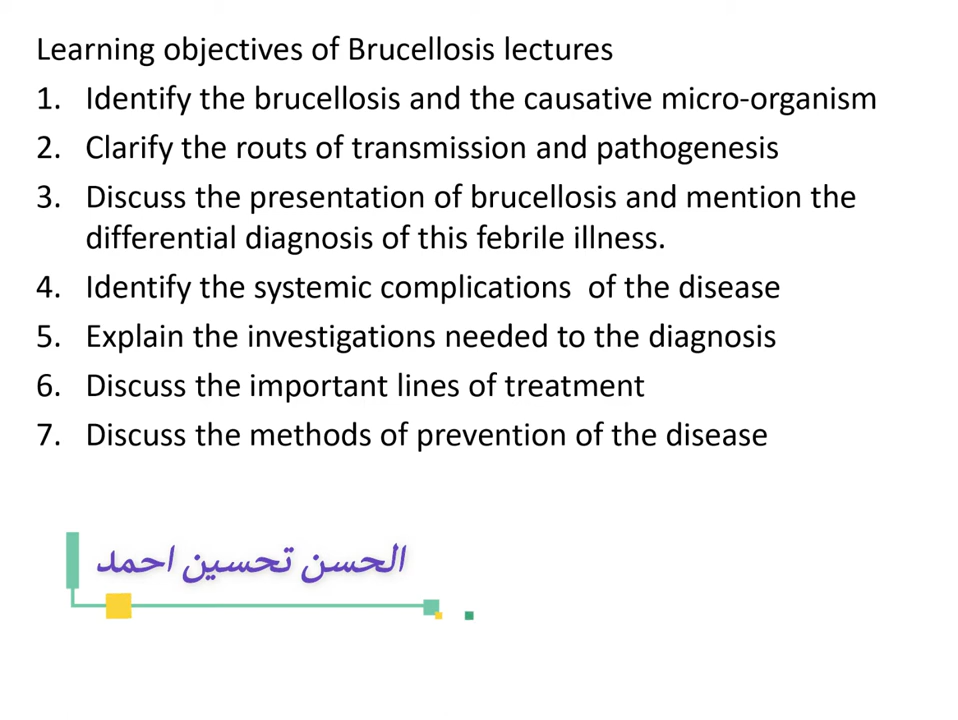 Learning objectives of Brucellosis lectures
1. Identify the brucellosis and the causative micro-organism
2. Clarify the routs of transmission and pathogenesis
3. Discuss the presentation of brucellosis and mention the
differential diagnosis of this febrile illness.
4. Identify the systemic complications  of the disease
5. Explain the investigations needed to the diagnosis
6. Discuss the important lines of treatment
7. Discuss the methods of prevention of the disease
الحسن تحسين احمد